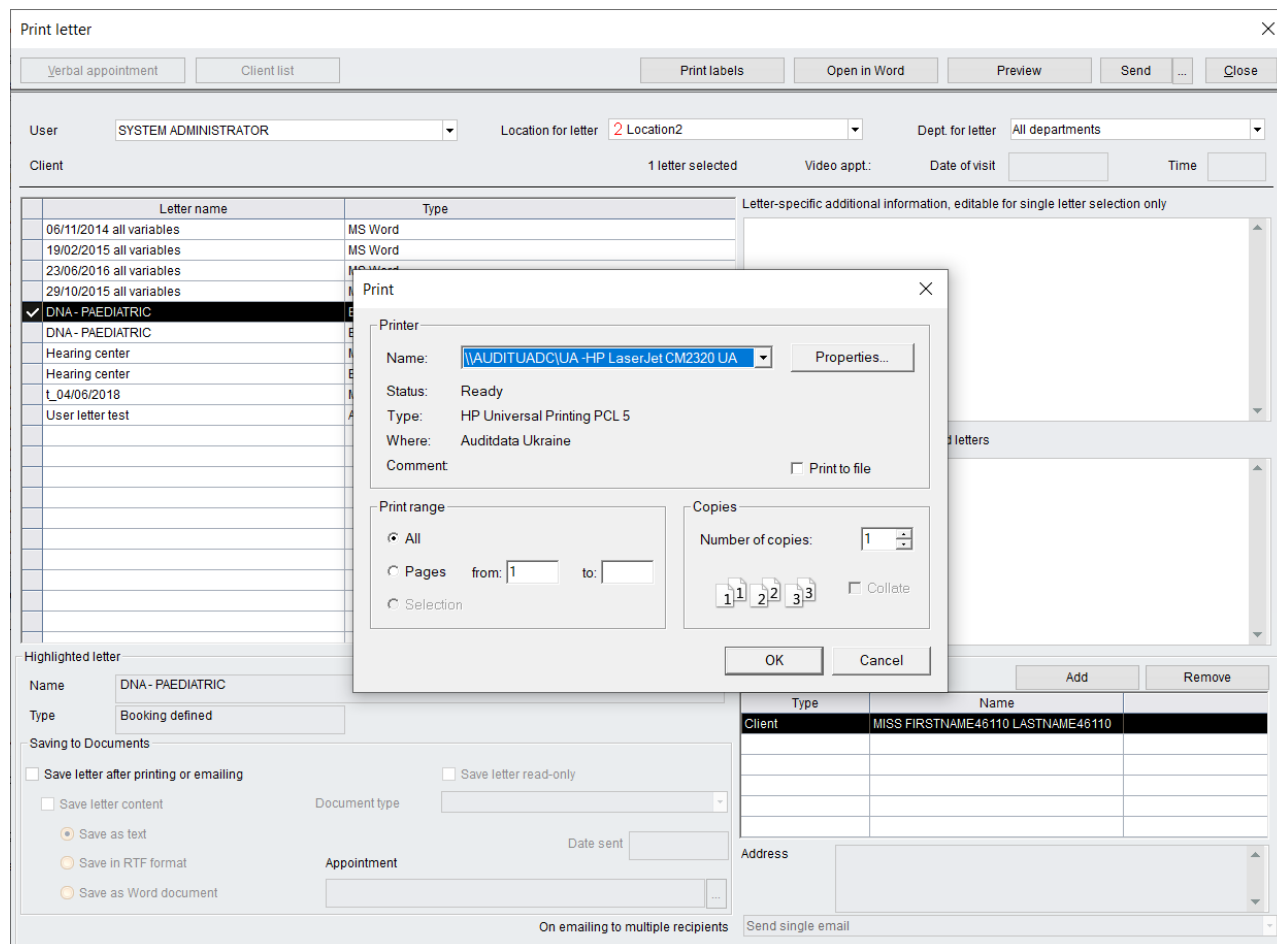 Print letter
Verbal appointment Client list Print labels Open in Word Preview Send ... Close
User SYSTEM ADMINISTRATOR Location for letter 2 Location2 Dept. for letter All departments
Client 1 letter selected Video appt.: Date of visit Time
Letter name Type
06/11/2014 all variables MS Word
19/02/2015 all variables MS Word
23/06/2016 all variables MS Word
29/10/2015 all variables
DNA - PAEDIATRIC
DNA - PAEDIATRIC
Hearing center
Hearing center
t_04/06/2018
User letter test
Letter-specific additional information, editable for single letter selection only
d letters
Print
Printer
Name: \\AUDITUADC\UA -HP LaserJet CM2320 UA Properties...
Status: Ready
Type: HP Universal Printing PCL 5
Where: Auditdata Ukraine
Comment:
Print to file
Print range
All
Pages from: 1 to:
Selection
Copies
Number of copies: 1
1 1 2 2 3 3 Collate
OK Cancel
Highlighted letter
Name DNA - PAEDIATRIC
Type Booking defined
Saving to Documents
Save letter after printing or emailing Save letter read-only
Save letter content Document type
Save as text Date sent
Save in RTF format Appointment
Save as Word document ...
Add Remove
Type Name
Client MISS FIRSTNAME46110 LASTNAME46110
Address
On emailing to multiple recipients Send single email